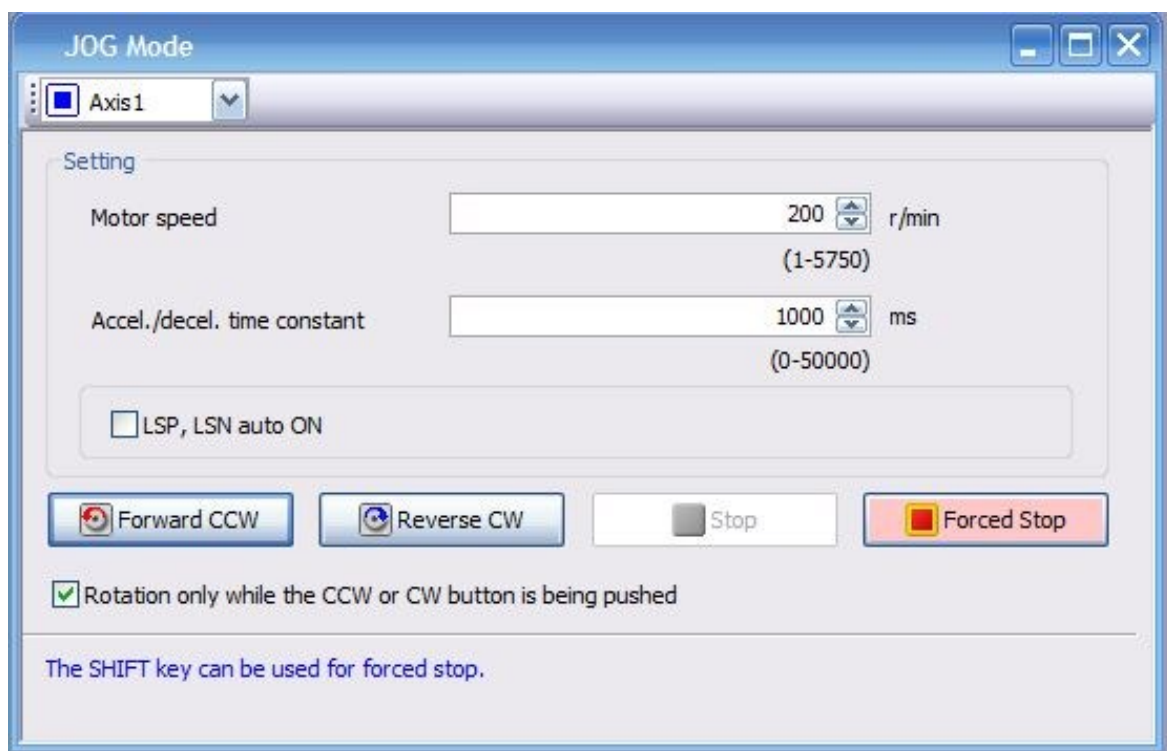 JOG Mode
Axis1
Setting
Motor speed 200 r/min
(1-5750)
Accel./decel. time constant 1000 ms
(0-50000)
LSP, LSN auto ON
Forward CCW Reverse CW Stop Forced Stop
Rotation only while the CCW or CW button is being pushed
The SHIFT key can be used for forced stop.